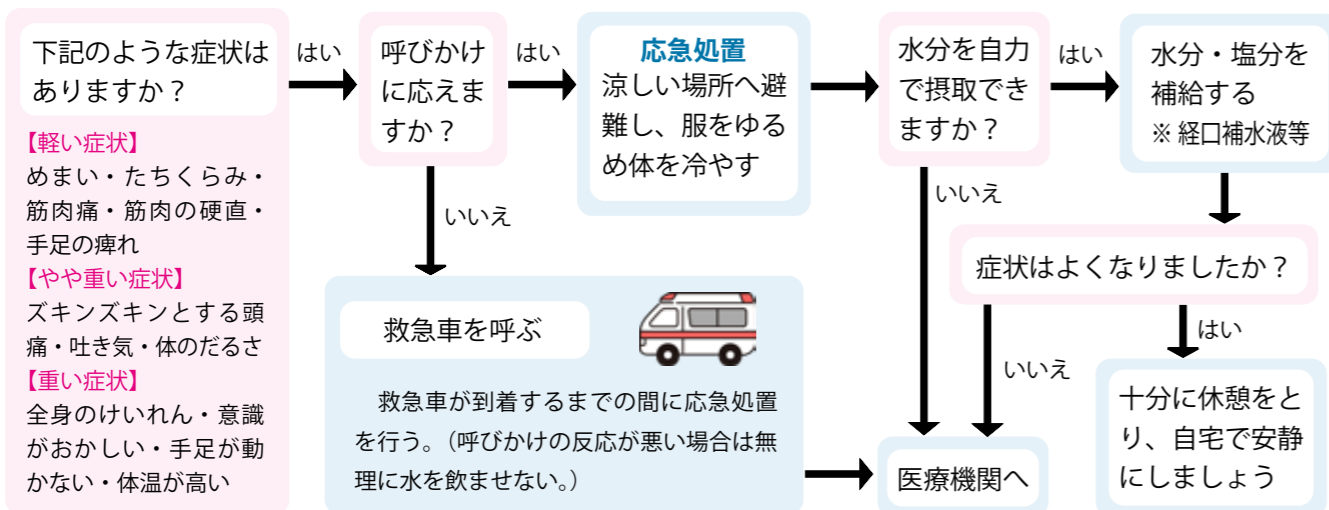 下記のような症状は
ありますか？
【軽い症状】
めまい・たちくらみ・
筋肉痛・筋肉の硬直・
手足の痺れ
【やや重い症状】
ズキンズキンとする頭
痛・吐き気・体のだるさ
【重い症状】
全身のけいれん・意識
がおかしい・手足が動
かない・体温が高い
はい
呼びかけ
に応えま
すか？
はい
応急処置
涼しい場所へ避
難し、服をゆる
め体を冷やす
水分を自力
で摂取でき
ますか？
はい
水分・塩分を
補給する
※ 経口補水液等
いいえ
救急車を呼ぶ
救急車が到着するまでの間に応急処置
を行う。（呼びかけの反応が悪い場合は無
理に水を飲ませない。）
いいえ
症状はよくなりましたか？
いいえ
はい
医療機関へ
十分に休憩をと
り、自宅で安静
にしましょう